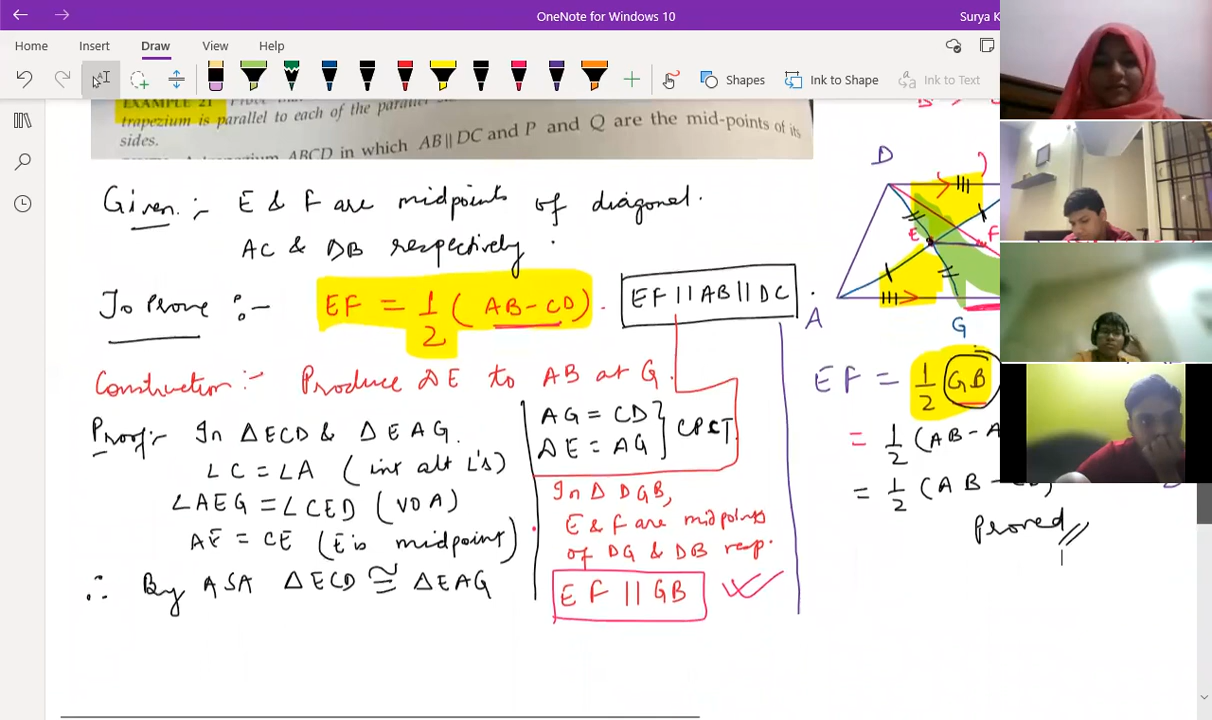 OneNote for Windows 10
Surya K
Home Insert Draw View Help
Shapes Ink to Shape Ink to Text
EXAMPLE 21
trapezium is parallel to each of the parallel
sides.
ABCD in which AB || DC and P and Q are the mid-points of its
Given :- E & F are midpoints of diagonal.
AC & DB respectively.
To Prove :- EF = 1/2 (AB-CD). EF || AB || DC.
Construction :- Produce DE to AB at G.
Proof:- In ΔECD & ΔEAG.
∠C = ∠A (int alt ∠'s)
∠AEG = ∠CED (VOA)
AE = CE (E is midpoint)
∴ By ASA ΔECD ≅ ΔEAG
AG = CD
DE = AG } CPCT
In Δ DGB,
E & F are midpoints
of DG & DB resp.
EF || GB
D
E F
A
G
EF = 1/2 GB
= 1/2 (AB - A
= 1/2 (AB - CD)
Proved